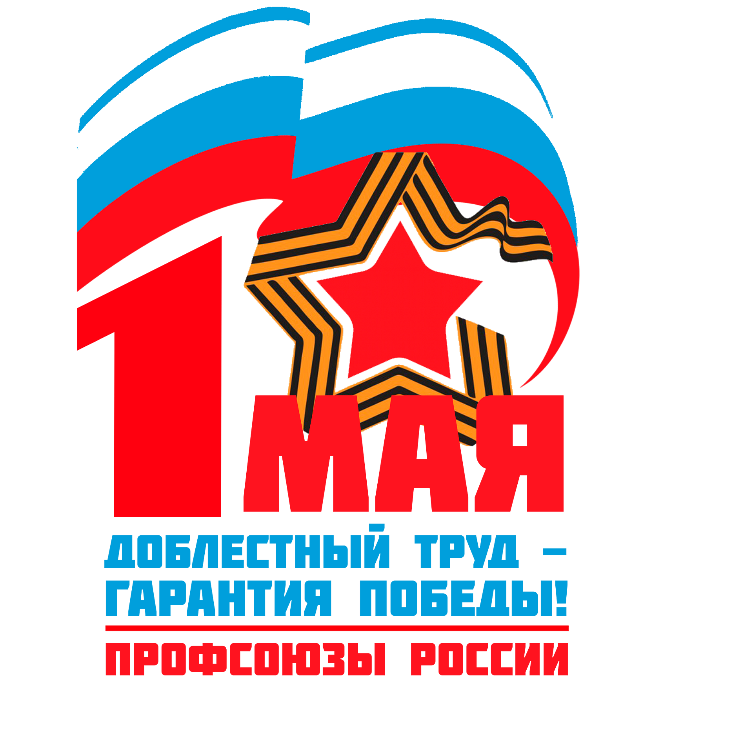 1 МАЯ
ДОБЛЕСТНЫЙ ТРУД –
ГАРАНТИЯ ПОБЕДЫ!
ПРОФСОЮЗЫ РОССИИ